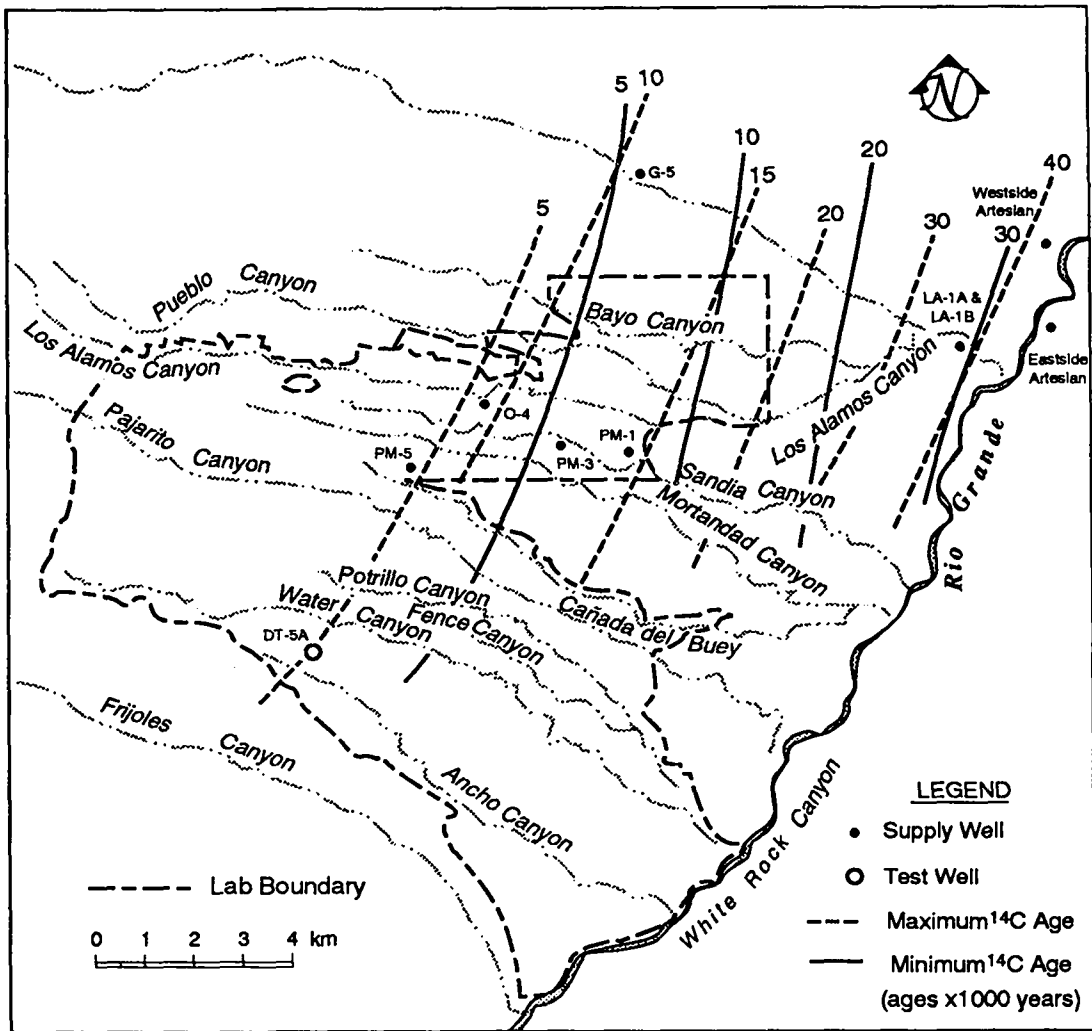 N
5
10
G-5
10
15
20
20
30
40
Westside
Artesian
30
5
LA-1A &
LA-1B
Eastside
Artesian
Pueblo Canyon
Bayo Canyon
Los Alamos Canyon
Los Alamos Canyon
O-4
Pajarito Canyon
PM-5
PM-3
PM-1
Sandia Canyon
Mortandad Canyon
Rio Grande
Potrillo Canyon
Water Canyon
Fence Canyon
Cañada del Buey
DT-5A
Frijoles Canyon
Ancho Canyon
White Rock Canyon
LEGEND
Supply Well
Test Well
Maximum ¹⁴C Age
Minimum ¹⁴C Age
(ages x1000 years)
Lab Boundary
0 1 2 3 4 km